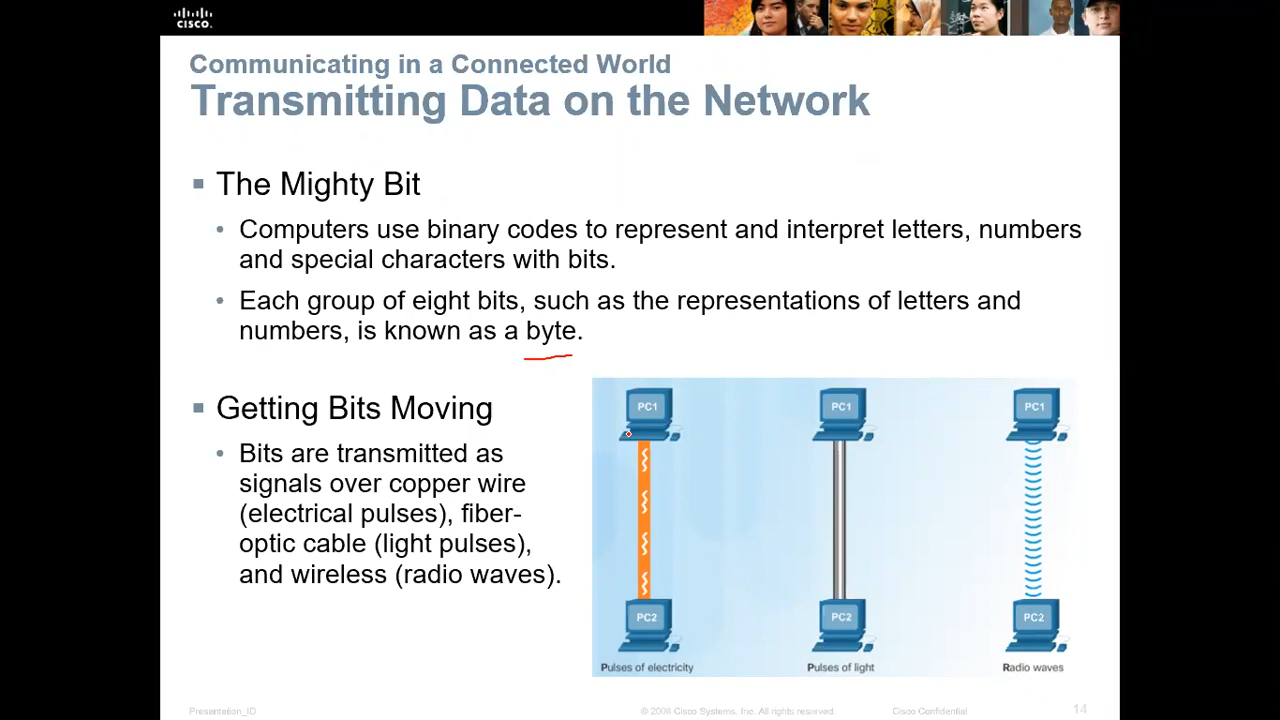 CISCO
Communicating in a Connected World
Transmitting Data on the Network
The Mighty Bit
Computers use binary codes to represent and interpret letters, numbers
and special characters with bits.
Each group of eight bits, such as the representations of letters and
numbers, is known as a byte.
Getting Bits Moving
Bits are transmitted as
signals over copper wire
(electrical pulses), fiber-
optic cable (light pulses),
and wireless (radio waves).
PC1
PC1
PC1
PC2
PC2
PC2
Pulses of electricity
Pulses of light
Radio waves
Presentation_ID
© 2008 Cisco Systems, Inc. All rights reserved.
Cisco Confidential
14